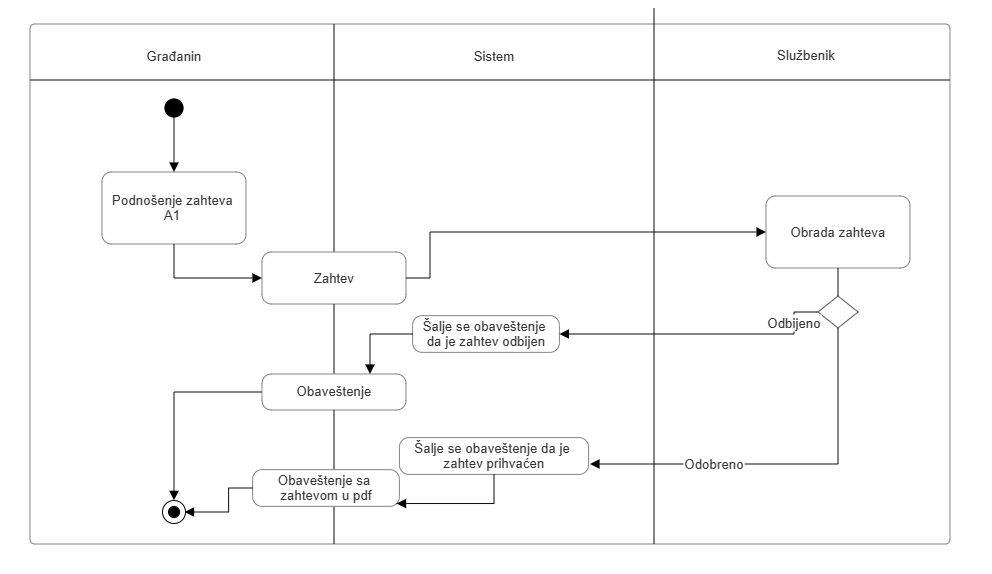 Građanin
Sistem
Službenik
Podnošenje zahteva
A1
Obrada zahteva
Zahtev
Odbijeno
Šalje se obaveštenje
da je zahtev odbijen
Obaveštenje
Šalje se obaveštenje da je
zahtev prihvaćen
Odobreno
Obaveštenje sa
zahtevom u pdf